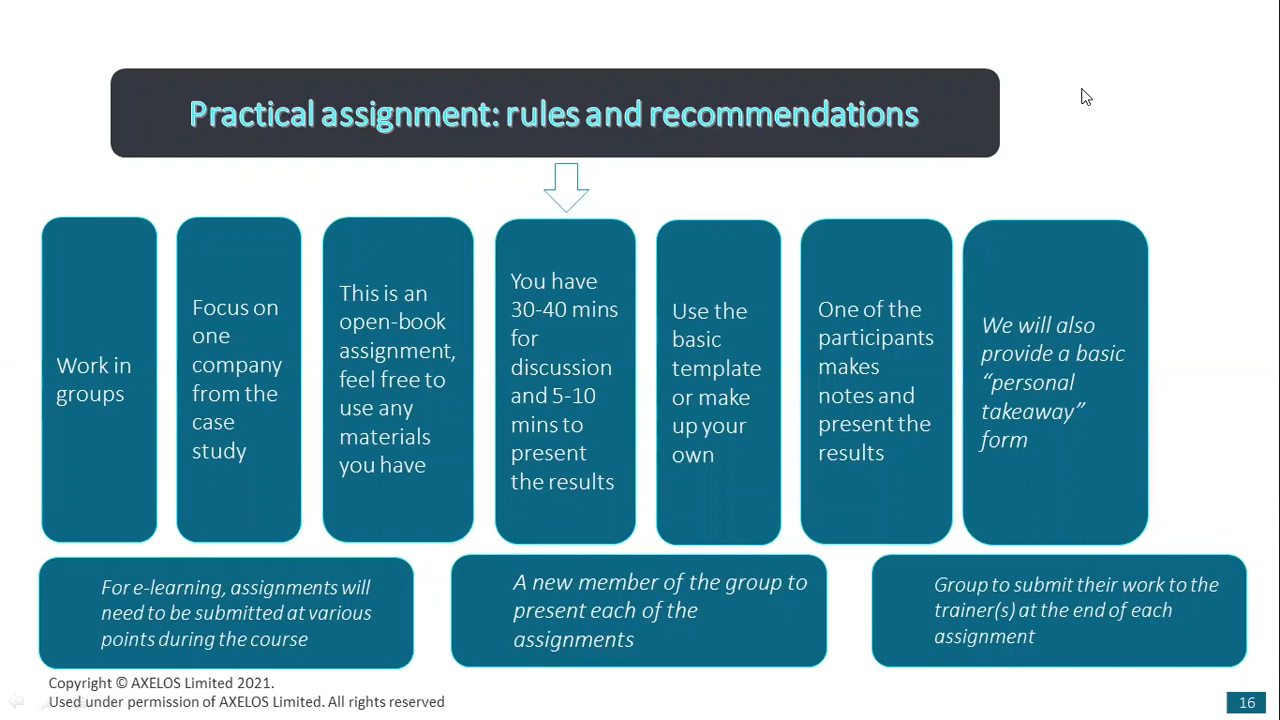 Practical assignment: rules and recommendations
Work in
groups
Focus on
one
company
from the
case
study
This is an
open-book
assignment,
feel free to
use any
materials
you have
You have
30-40 mins
for
discussion
and 5-10
mins to
present
the results
Use the
basic
template
or make
up your
own
One of the
participants
makes
notes and
present the
results
We will also
provide a basic
“personal
takeaway”
form
For e-learning, assignments will
need to be submitted at various
points during the course
A new member of the group to
present each of the
assignments
Group to submit their work to the
trainer(s) at the end of each
assignment
Copyright © AXELOS Limited 2021.
Used under permission of AXELOS Limited. All rights reserved
16